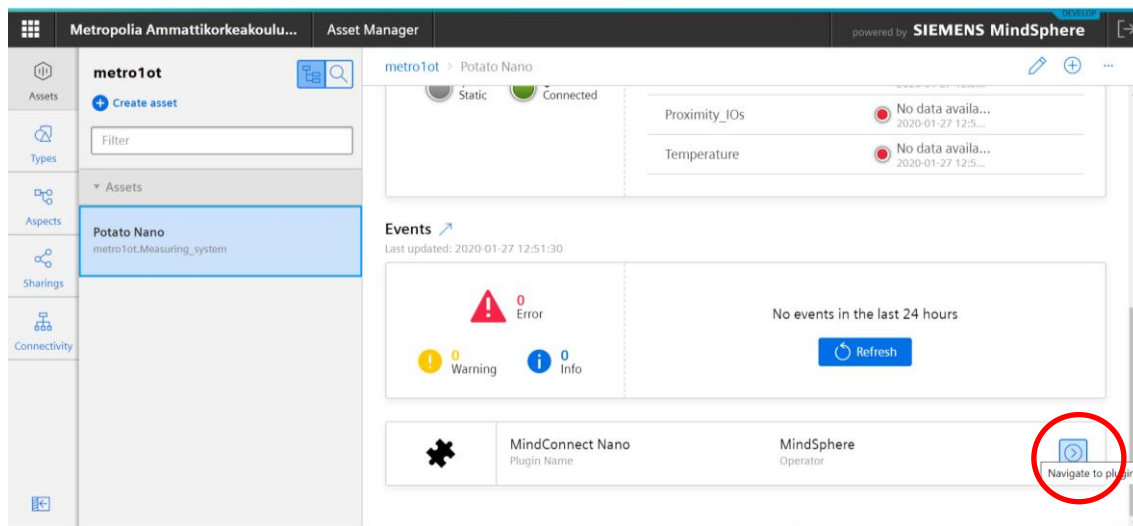 DEVELOP
Metropolia Ammattikorkeakoulu...
Asset Manager
powered by SIEMENS MindSphere
Assets
Types
Aspects
Sharings
Connectivity
metro1ot
Create asset
Filter
Assets
Potato Nano
metro1ot.Measuring_system
metro1ot > Potato Nano
Static
Connected
Proximity_IOs
No data availa...
2020-01-27 12:5...
Temperature
No data availa...
2020-01-27 12:5...
Events
Last updated: 2020-01-27 12:51:30
0
Error
0
Warning
0
Info
No events in the last 24 hours
Refresh
MindConnect Nano
Plugin Name
MindSphere
Operator
Navigate to plugin